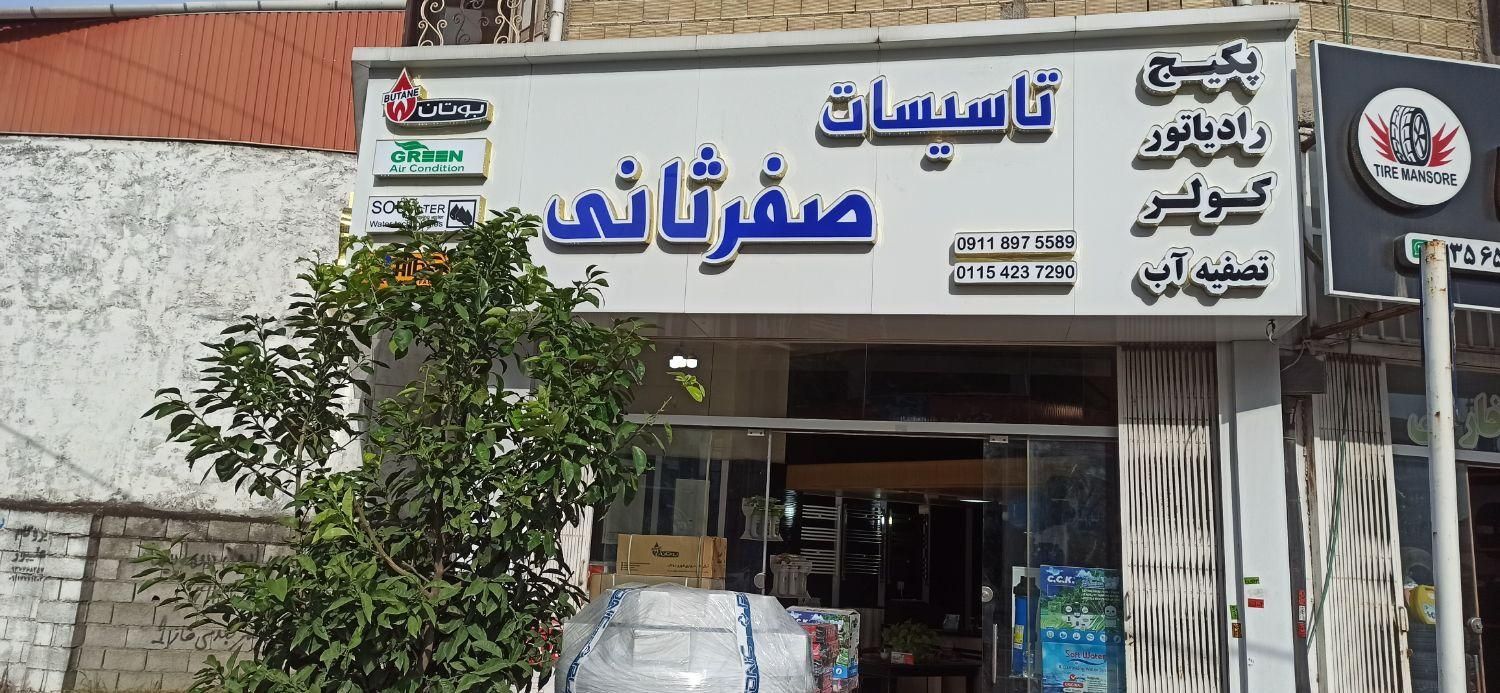 BUTANE
بوتان
GREEN
Air Condition
تاسیسات
صفرثانی
0911 897 5589
0115 423 7290
پکیج
رادیاتور
کولر
تصفیه آب
TIRE MANSORE
C.C.K.
Soft Water